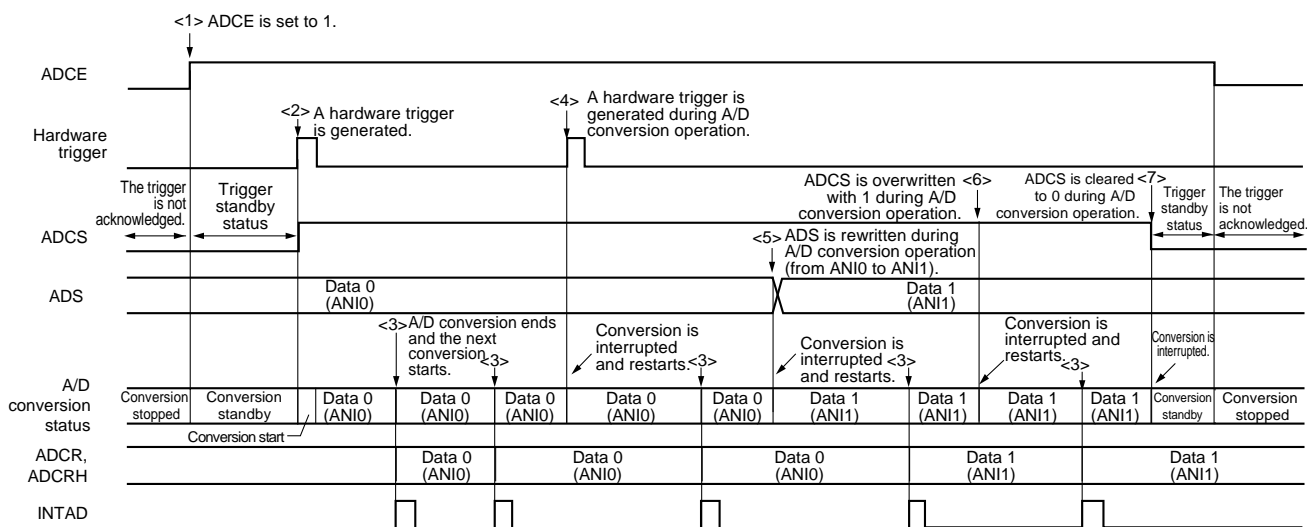 <1> ADCE is set to 1.
ADCE
<2> A hardware trigger
is generated.
<4> A hardware trigger is
generated during A/D
conversion operation.
Hardware
trigger
The trigger
is not
acknowledged.
Trigger
standby
status
ADCS is overwritten <6>
with 1 during A/D
conversion operation.
ADCS is cleared <7>
to 0 during A/D
conversion operation.
Trigger
standby
status
The trigger
is not
acknowledged.
ADCS
<5> ADS is rewritten during
A/D conversion operation
(from ANI0 to ANI1).
ADS
Data 0
(ANI0)
Data 1
(ANI1)
<3> A/D conversion ends
and the next
conversion
starts.
<3>
Conversion is
interrupted
and restarts.
<3>
Conversion is
interrupted
and restarts.
<3>
Conversion is
interrupted and
restarts.
<3>
Conversion is
interrupted.
A/D
conversion
status
Conversion
stopped
Conversion
standby
Conversion start
Data 0
(ANI0)
Data 0
(ANI0)
Data 0
(ANI0)
Data 0
(ANI0)
Data 0
(ANI0)
Data 1
(ANI1)
Data 1
(ANI1)
Data 1
(ANI1)
Data 1
(ANI1)
Conversion
standby
Conversion
stopped
ADCR,
ADCRH
Data 0
(ANI0)
Data 0
(ANI0)
Data 0
(ANI0)
Data 1
(ANI1)
Data 1
(ANI1)
INTAD